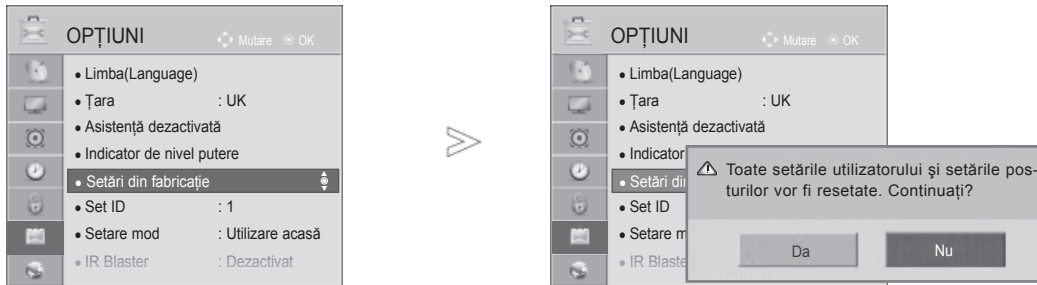 OPȚIUNI
Mutare OK
• Limba(Language)
• Țara : UK
• Asistență dezactivată
• Indicator de nivel putere
• Setări din fabricație
• Set ID : 1
• Setare mod : Utilizare acasă
• IR Blaster : Dezactivat
OPȚIUNI
Mutare OK
• Limba(Language)
• Țara : UK
• Asistență dezactivată
• Indicator
• Setări din
• Set ID
• Setare m
• IR Blaste
Toate setările utilizatorului şi setările pos-
turilor vor fi resetate. Continuați?
Da Nu